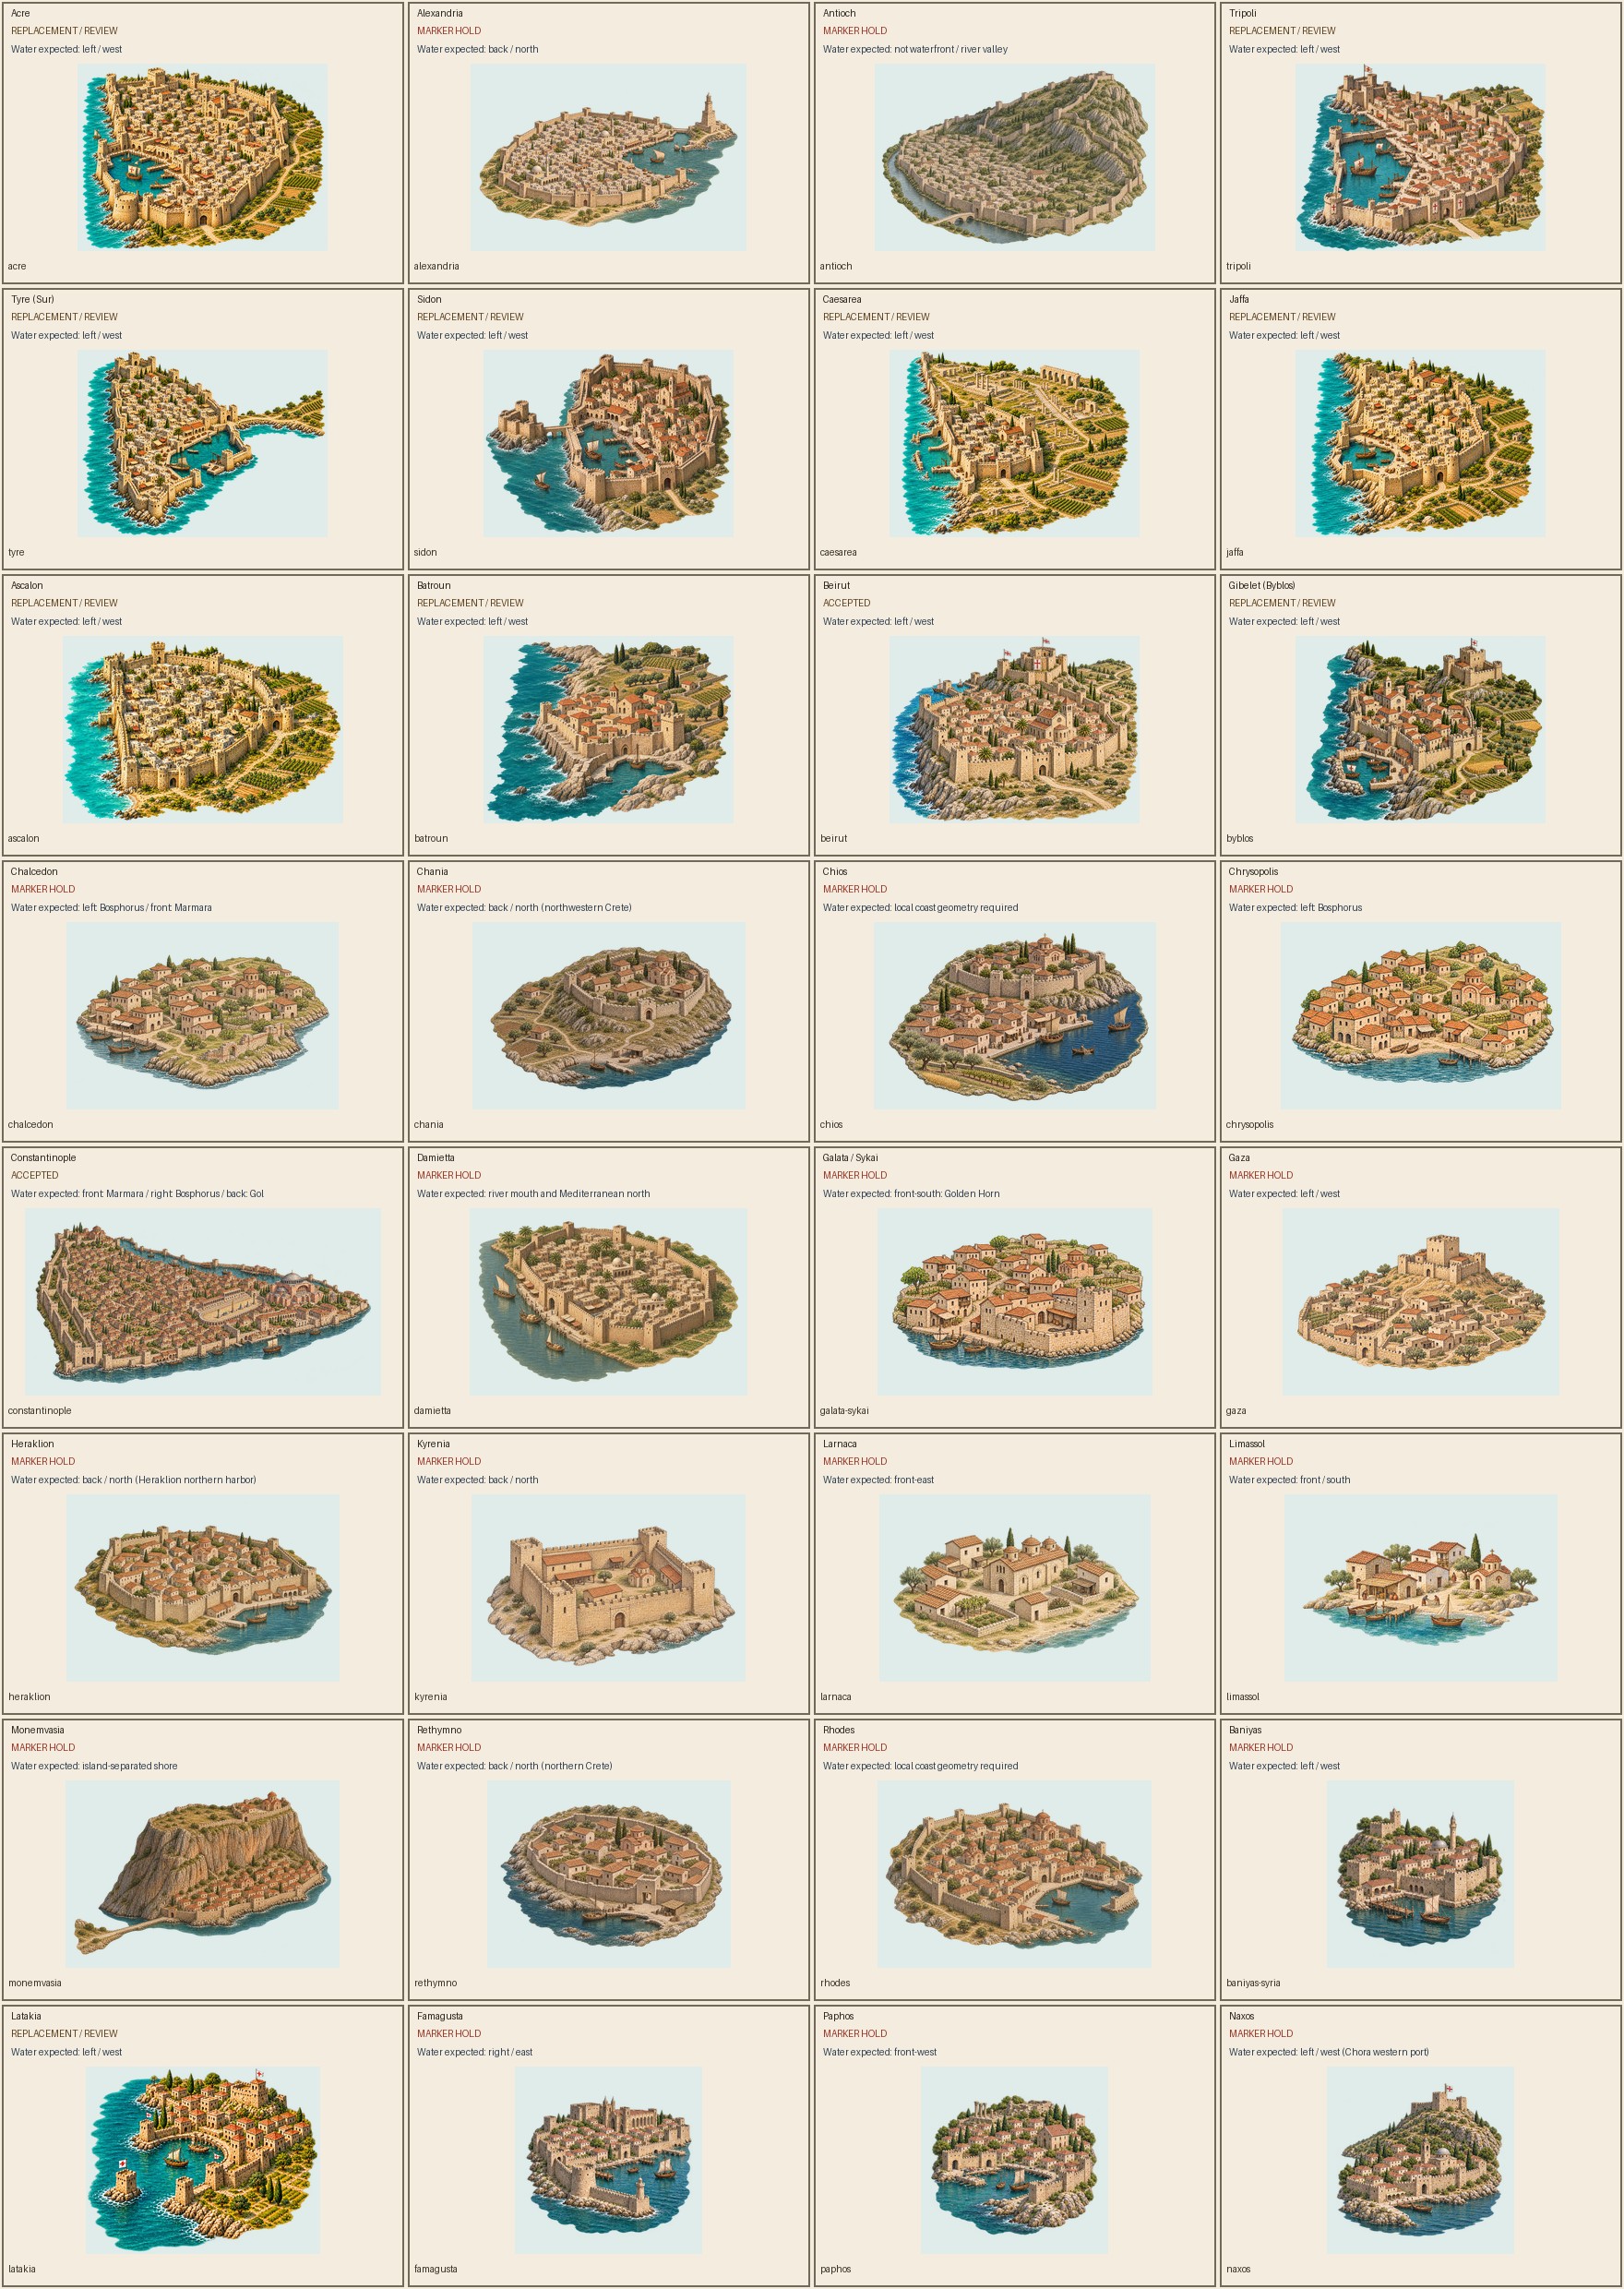 Acre
REPLACEMENT / REVIEW
Water expected: left / west
acre
Alexandria
MARKER HOLD
Water expected: back / north
alexandria
Antioch
MARKER HOLD
Water expected: not waterfront / river valley
antioch
Tripoli
REPLACEMENT / REVIEW
Water expected: left / west
tripoli
Tyre (Sur)
REPLACEMENT / REVIEW
Water expected: left / west
tyre
Sidon
REPLACEMENT / REVIEW
Water expected: left / west
sidon
Caesarea
REPLACEMENT / REVIEW
Water expected: left / west
caesarea
Jaffa
REPLACEMENT / REVIEW
Water expected: left / west
jaffa
Ascalon
REPLACEMENT / REVIEW
Water expected: left / west
ascalon
Batroun
REPLACEMENT / REVIEW
Water expected: left / west
batroun
Beirut
ACCEPTED
Water expected: left / west
beirut
Gibelet (Byblos)
REPLACEMENT / REVIEW
Water expected: left / west
byblos
Chalcedon
MARKER HOLD
Water expected: left: Bosphorus / front: Marmara
chalcedon
Chania
MARKER HOLD
Water expected: back / north (northwestern Crete)
chania
Chios
MARKER HOLD
Water expected: local coast geometry required
chios
Chrysopolis
MARKER HOLD
Water expected: left: Bosphorus
chrysopolis
Constantinople
ACCEPTED
Water expected: front: Marmara / right: Bosphorus / back: Gol
constantinople
Damietta
MARKER HOLD
Water expected: river mouth and Mediterranean north
damietta
Galata / Sykai
MARKER HOLD
Water expected: front-south: Golden Horn
galata-sykai
Gaza
MARKER HOLD
Water expected: left / west
gaza
Heraklion
MARKER HOLD
Water expected: back / north (Heraklion northern harbor)
heraklion
Kyrenia
MARKER HOLD
Water expected: back / north
kyrenia
Larnaca
MARKER HOLD
Water expected: front-east
larnaca
Limassol
MARKER HOLD
Water expected: front / south
limassol
Monemvasia
MARKER HOLD
Water expected: island-separated shore
monemvasia
Rethymno
MARKER HOLD
Water expected: back / north (northern Crete)
rethymno
Rhodes
MARKER HOLD
Water expected: local coast geometry required
rhodes
Baniyas
MARKER HOLD
Water expected: left / west
baniyas-syria
Latakia
REPLACEMENT / REVIEW
Water expected: left / west
latakia
Famagusta
MARKER HOLD
Water expected: right / east
famagusta
Paphos
MARKER HOLD
Water expected: front-west
paphos
Naxos
MARKER HOLD
Water expected: left / west (Chora western port)
naxos